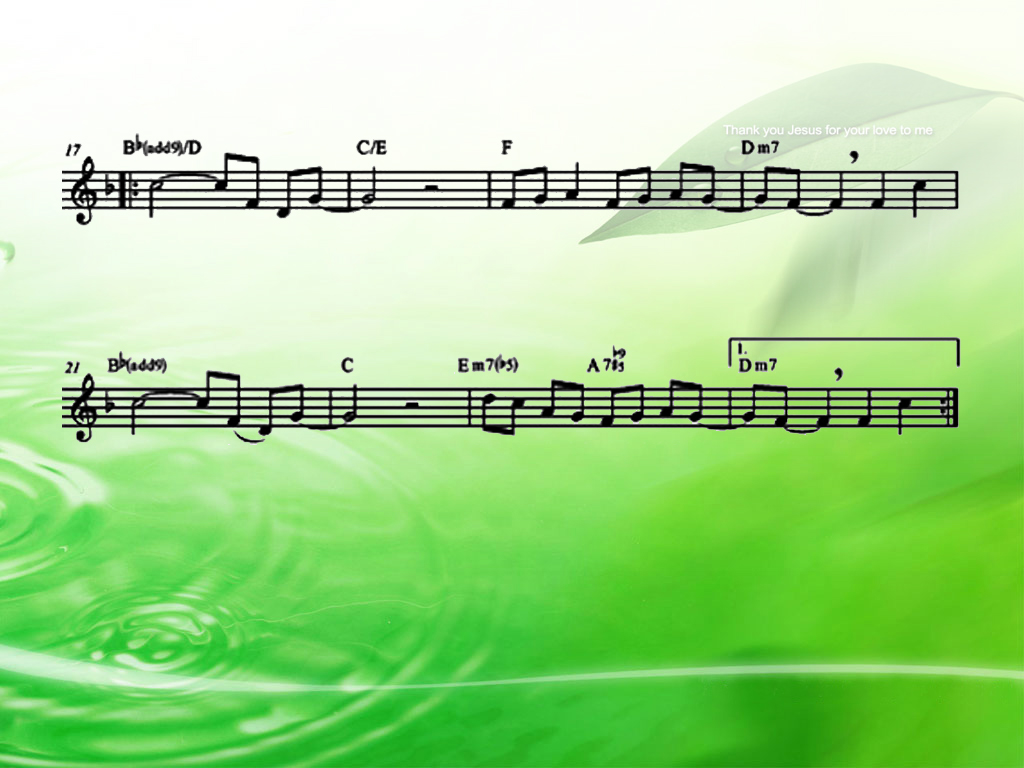 Thank you Jesus for your love to me
17 B♭(add9)/D C/E F Dm7
1.
21 B♭(add9) C Em7(♭5) A7♭9♯5 Dm7